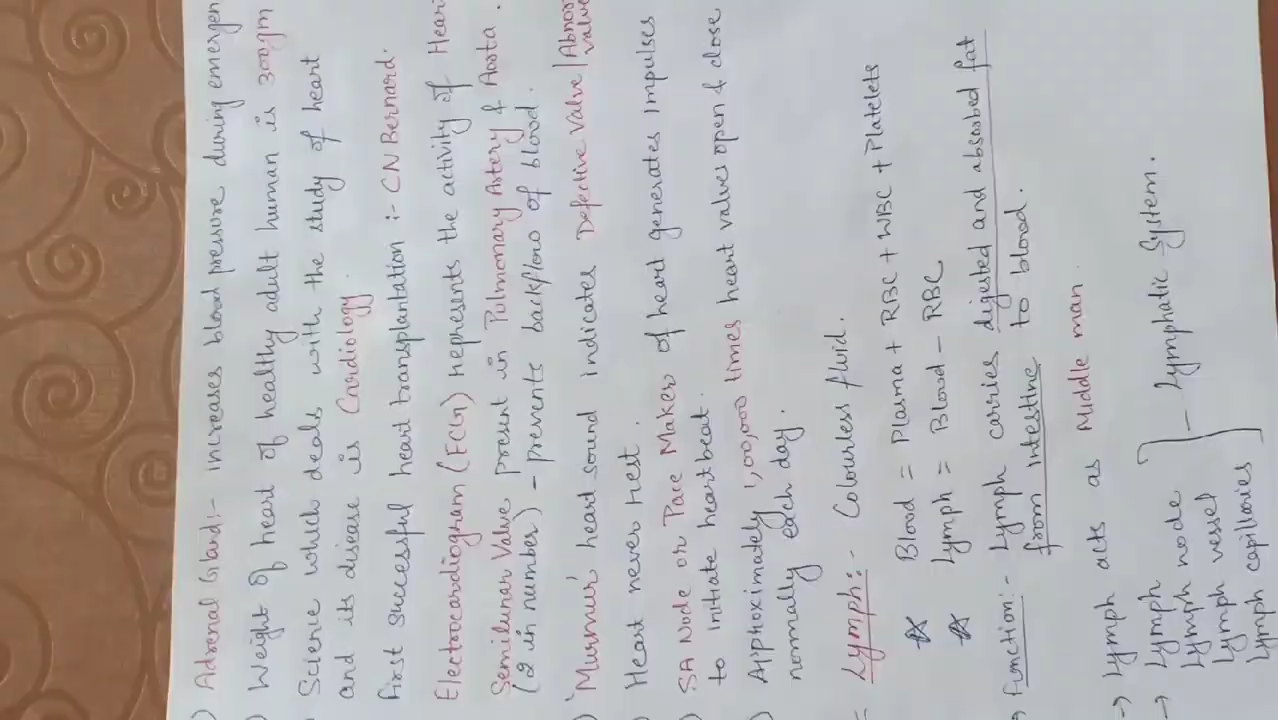 ) Adrenal Gland:- increases blood pressure during emergen
) Weight of heart of healthy adult human is 300gm
Science which deals with the study of heart
and its disease is Cardiology.
First successful heart transplantation :- CN Bernard.
Electrocardiogram (ECG) represents the activity of Hear
Semilunar Valve present in Pulmonary Artery & Aorta.
(2 in number) - prevents backflow of blood.
) 'Murmur' heart sound indicates Defective Valve | Abnor
valve
) Heart never rest.
) SA Node or Pace Maker of heart generates impulses
to initiate heartbeat.
) Approximately 1,00,000 times heart valves open & close
normally each day.
= Lymph:- Colourless fluid.
☆ Blood = Plasma + RBC + WBC + Platelets
☆ Lymph = Blood - RBC
→ Function:- Lymph carries digested and absorbed fat
from intestine to blood.
→ Lymph acts as Middle man.
→ Lymph
Lymph node
Lymph vessel
Lymph capillaries
} - Lymphatic System.